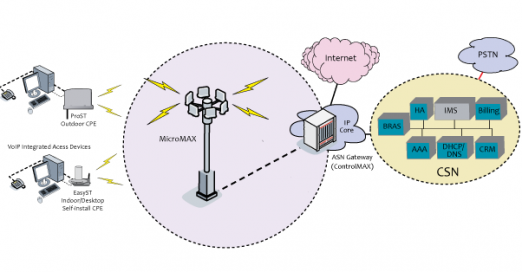 ProST
Outdoor CPE
VoIP Integrated Acess Devices
EasyST
Indoor/Desktop
Self-install CPE
MicroMAX
Internet
IP
Core
ASN Gateway
(ControlMAX)
PSTN
HA
IMS
Billing
BRAS
AAA
DHCP/
DNS
CRM
CSN